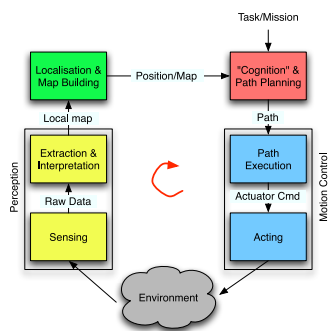 Task/Mission
Localisation &
Map Building
Position/Map
"Cognition" &
Path Planning
Local map
Path
Perception
Extraction &
Interpretation
Path
Execution
Motion Control
Raw Data
Actuator Cmd
Sensing
Acting
Environment